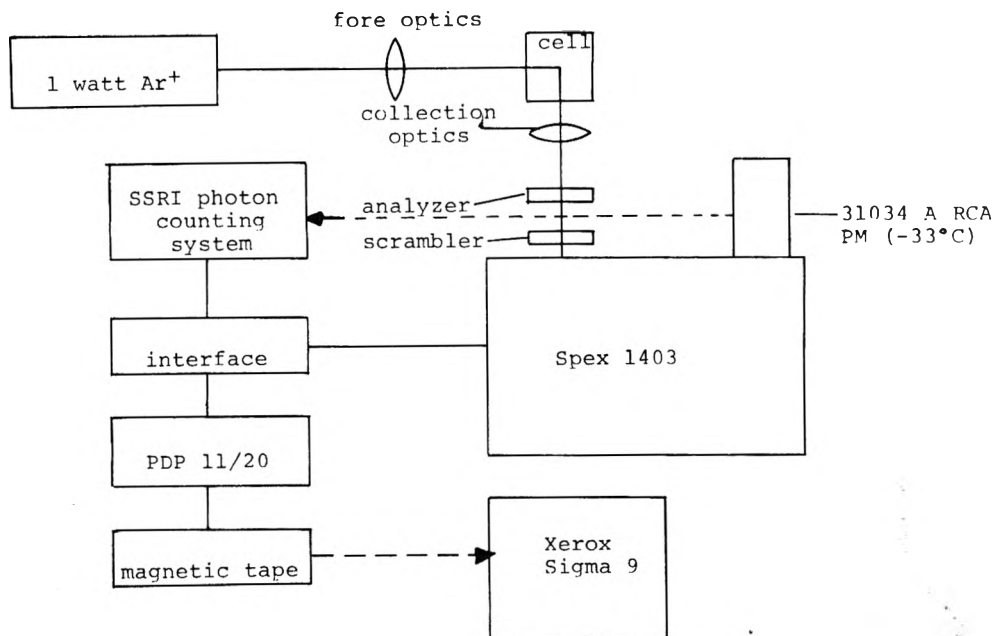 fore optics
cell
1 watt Ar+
collection
optics
SSRI photon
counting
system
analyzer
scrambler
31034 A RCA
PM (-33°C)
interface
Spex 1403
PDP 11/20
magnetic tape
Xerox
Sigma 9